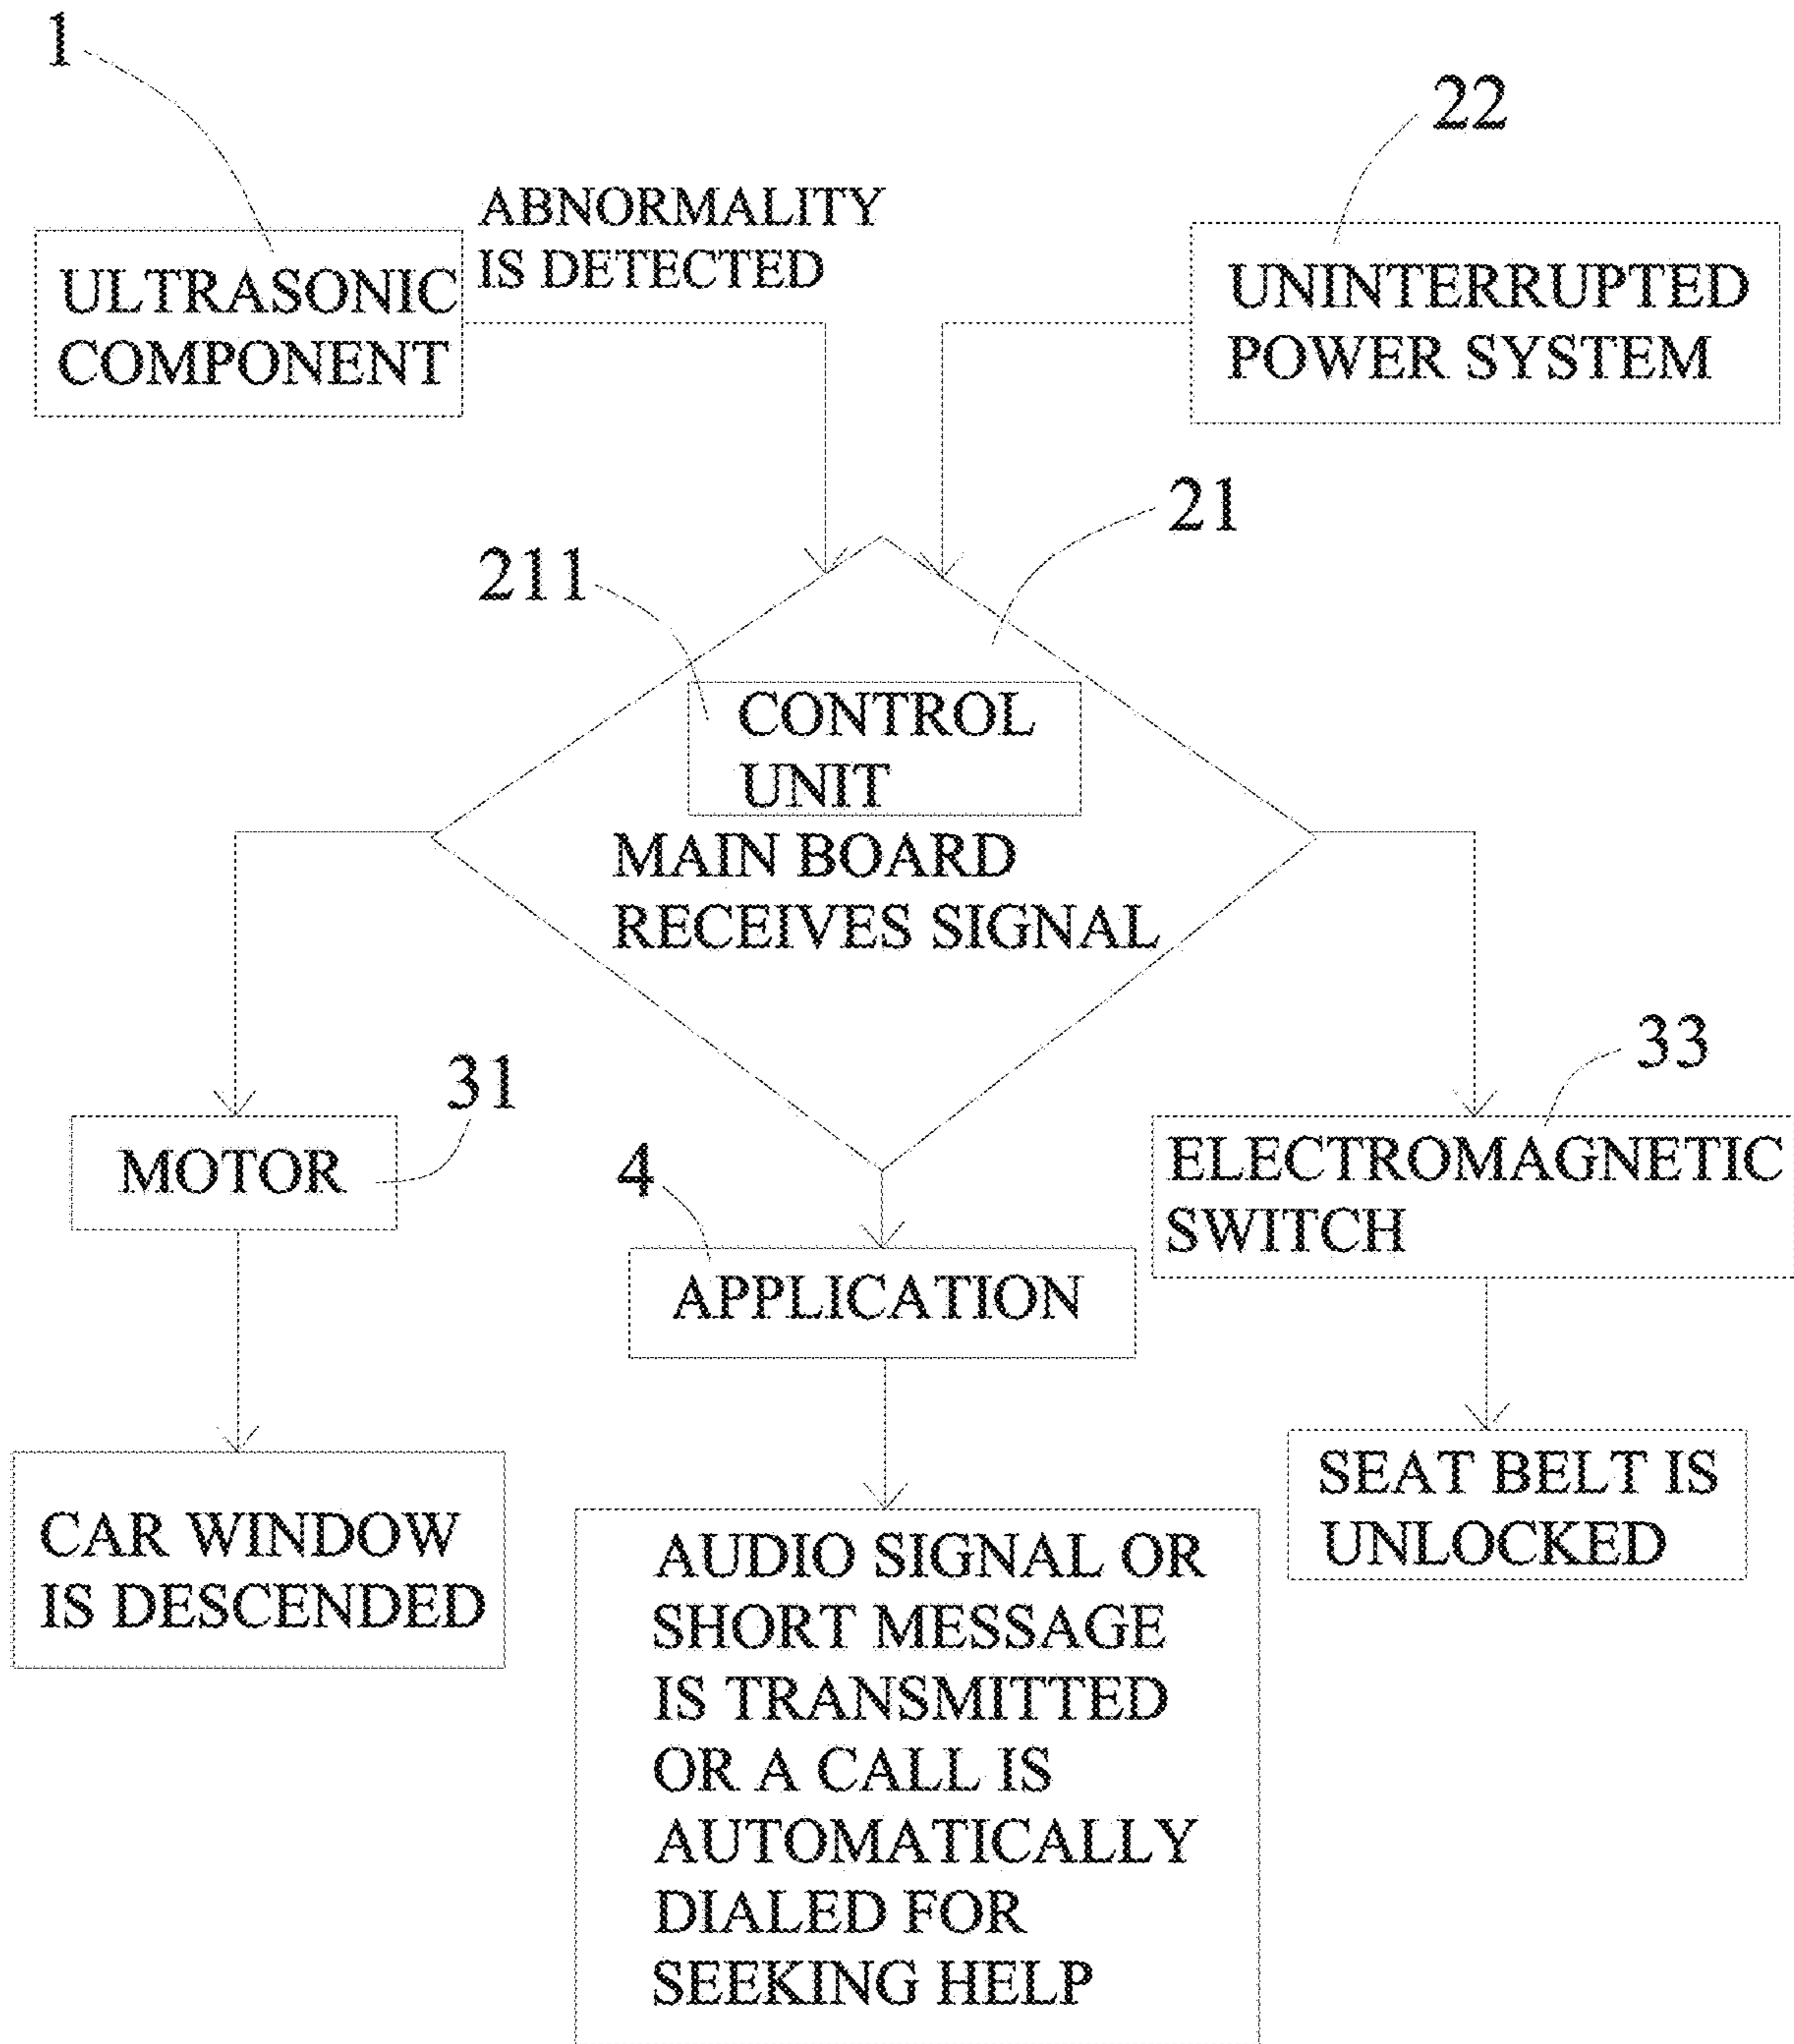 1
22
ABNORMALITY
IS DETECTED
ULTRASONIC
COMPONENT
UNINTERRUPTED
POWER SYSTEM
21
211
CONTROL
UNIT
MAIN BOARD
RECEIVES SIGNAL
33
31
MOTOR
4
ELECTROMAGNETIC
SWITCH
APPLICATION
CAR WINDOW
IS DESCENDED
SEAT BELT IS
UNLOCKED
AUDIO SIGNAL OR
SHORT MESSAGE
IS TRANSMITTED
OR A CALL IS
AUTOMATICALLY
DIALED FOR
SEEKING HELP